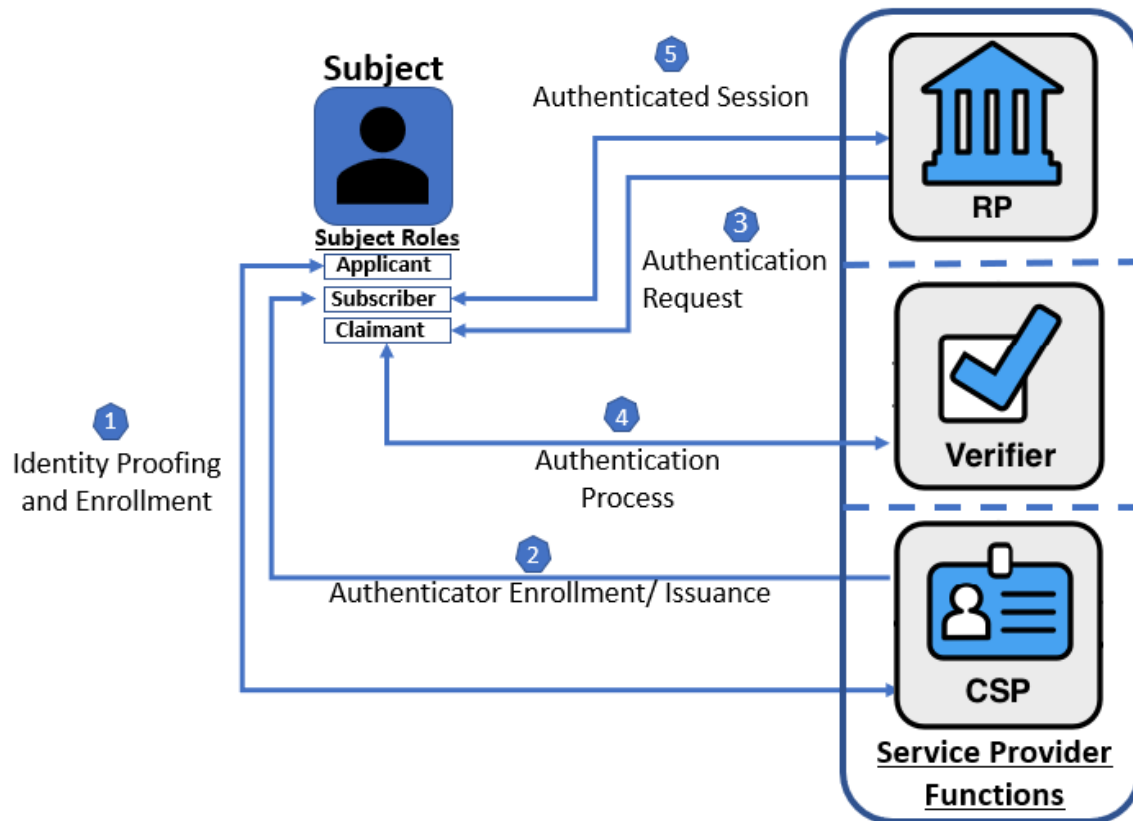 Subject
Subject Roles
Applicant
Subscriber
Claimant
5
Authenticated Session
3
Authentication
Request
1
Identity Proofing
and Enrollment
4
Authentication
Process
2
Authenticator Enrollment/ Issuance
RP
Verifier
CSP
Service Provider
Functions